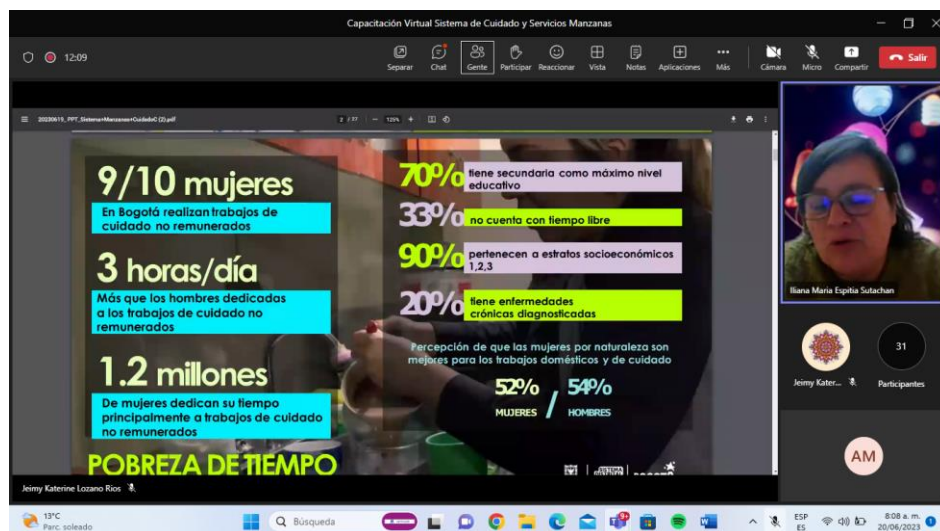 Capacitación Virtual Sistema de Cuidado y Servicios Manzanas
12:09
Separar
Chat
Gente
Participar
Reaccionar
Vista
Notas
Aplicaciones
Más
Cámara
Micro
Compartir
Salir
2 / 27
125%
9/10 mujeres
En Bogotá realizan trabajos de
cuidado no remunerados
3 horas/día
Más que los hombres dedicadas
a los trabajos de cuidado no
remunerados
1.2 millones
De mujeres dedican su tiempo
principalmente a trabajos de cuidado
no remunerados
POBREZA DE TIEMPO
70%
tiene secundaria como máximo nivel
educativo
33%
no cuenta con tiempo libre
90%
pertenecen a estratos socioeconómicos
1,2,3
20%
tiene enfermedades
crónicas diagnosticadas
Percepción de que las mujeres por naturaleza son
mejores para los trabajos domésticos y de cuidado
52% / 54%
MUJERES HOMBRES
Iliana Maria Espitia Sutachan
Jeimy Kater...
31
Participantes
AM
Jeimy Katerine Lozano Rios
13°C
Parc. soleado
Búsqueda
ESP
ES
8:08 a. m.
20/06/2023